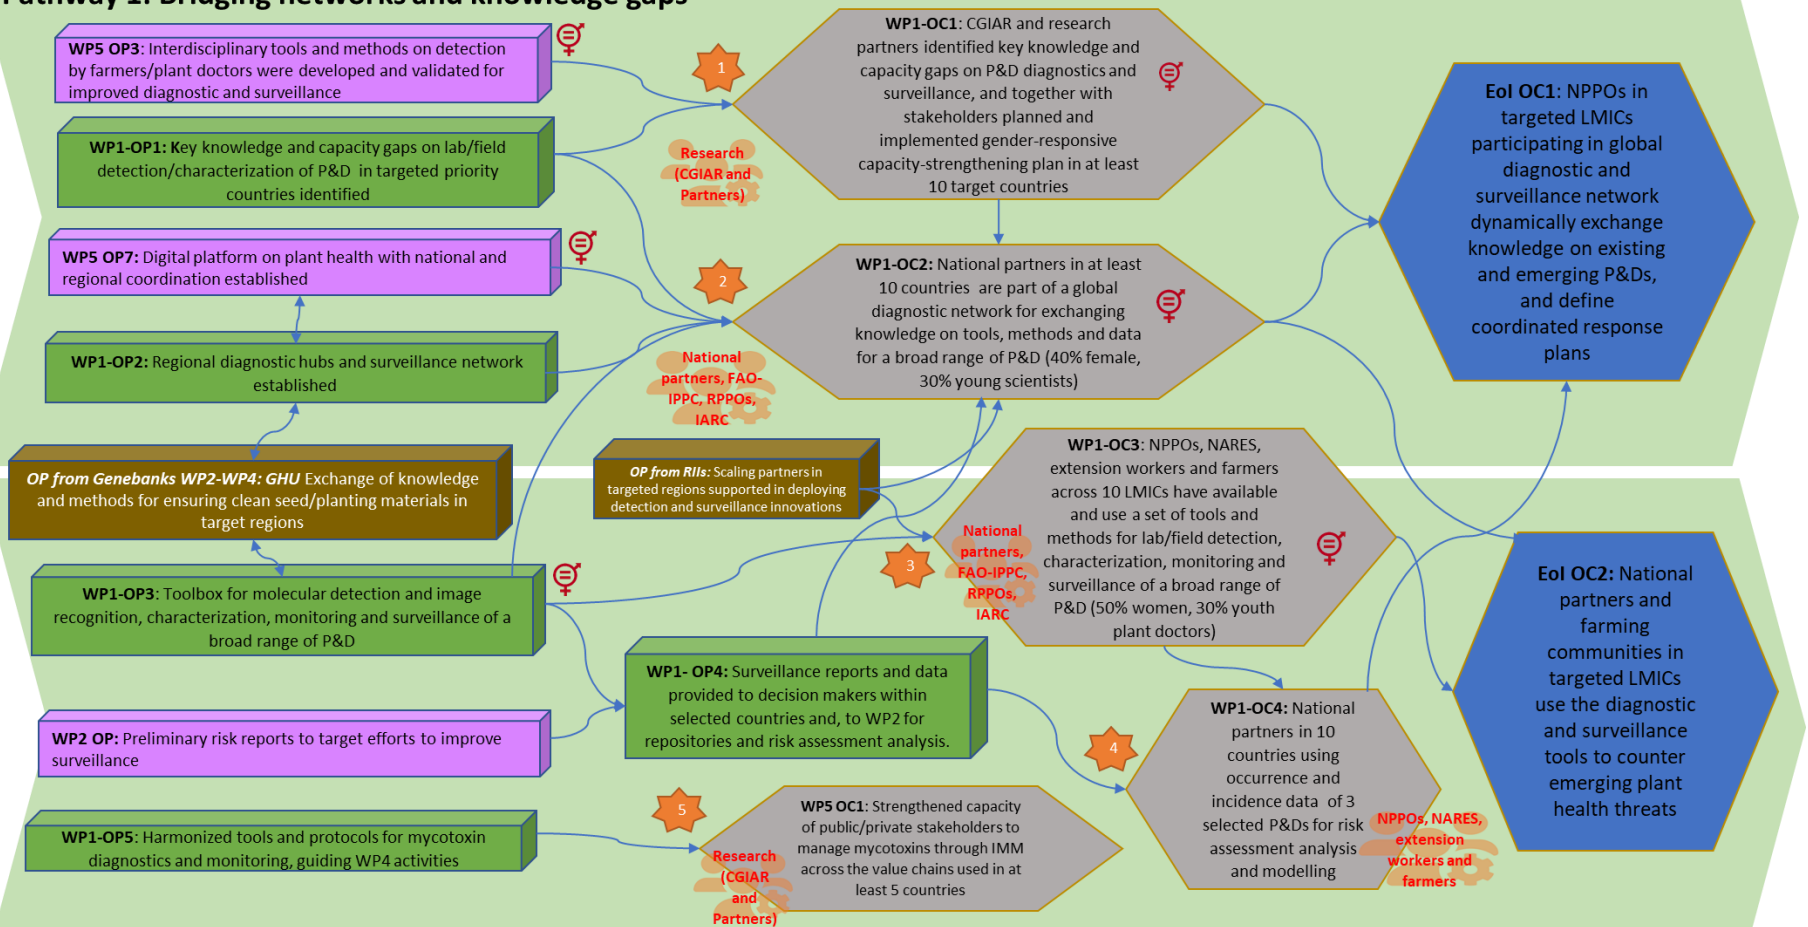 Pathway 1: Bridging networks and knowledge gaps
WP5 OP3: Interdisciplinary tools and methods on detection
by farmers/plant doctors were developed and validated for
improved diagnostic and surveillance
WP1-OP1: Key knowledge and capacity gaps on lab/field
detection/characterization of P&D in targeted priority
countries identified
WP5 OP7: Digital platform on plant health with national and
regional coordination established
WP1-OP2: Regional diagnostic hubs and surveillance network
established
OP from Genebanks WP2-WP4: GHU Exchange of knowledge
and methods for ensuring clean seed/planting materials in
target regions
WP1-OP3: Toolbox for molecular detection and image
recognition, characterization, monitoring and surveillance of a
broad range of P&D
WP2 OP: Preliminary risk reports to target efforts to improve
surveillance
WP1-OP5: Harmonized tools and protocols for mycotoxin
diagnostics and monitoring, guiding WP4 activities
1
Research
(CGIAR and
Partners)
2
National
partners, FAO-
IPPC, RPPOs,
IARC
OP from RIIs: Scaling partners in
targeted regions supported in deploying
detection and surveillance innovations
WP1- OP4: Surveillance reports and data
provided to decision makers within
selected countries and, to WP2 for
repositories and risk assessment analysis.
WP1-OC1: CGIAR and research
partners identified key knowledge and
capacity gaps on P&D diagnostics and
surveillance, and together with
stakeholders planned and
implemented gender-responsive
capacity-strengthening plan in at least
10 target countries
WP1-OC2: National partners in at least
10 countries are part of a global
diagnostic network for exchanging
knowledge on tools, methods and data
for a broad range of P&D (40% female,
30% young scientists)
3
National
partners,
FAO-IPPC,
RPPOs,
IARC
WP1-OC3: NPPOs, NARES,
extension workers and farmers
across 10 LMICs have available
and use a set of tools and
methods for lab/field detection,
characterization, monitoring and
surveillance of a broad range of
P&D (50% women, 30% youth
plant doctors)
4
WP1-OC4: National
partners in 10
countries using
occurrence and
incidence data of 3
selected P&Ds for risk
assessment analysis
and modelling
NPPOs, NARES,
extension
workers and
farmers
5
Research
(CGIAR
and
Partners)
WP5 OC1: Strengthened capacity
of public/private stakeholders to
manage mycotoxins through IMM
across the value chains used in at
least 5 countries
EoI OC1: NPPOs in
targeted LMICs
participating in global
diagnostic and
surveillance network
dynamically exchange
knowledge on existing
and emerging P&Ds,
and define
coordinated response
plans
EoI OC2: National
partners and
farming
communities in
targeted LMICs
use the diagnostic
and surveillance
tools to counter
emerging plant
health threats